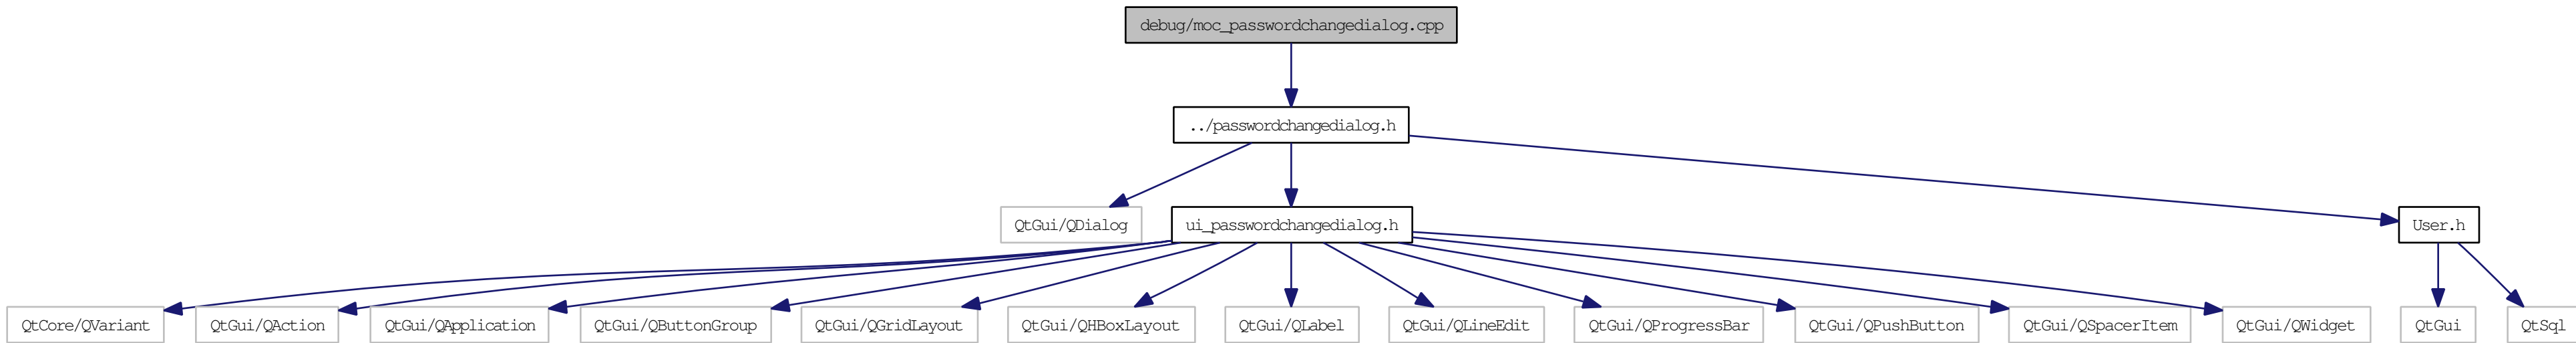 debug/moc_passwordchangedialog.cpp
../passwordchangedialog.h
QtGui/QDialog
ui_passwordchangedialog.h
User.h
QtCore/QVariant
QtGui/QAction
QtGui/QApplication
QtGui/QButtonGroup
QtGui/QGridLayout
QtGui/QHBoxLayout
QtGui/QLabel
QtGui/QLineEdit
QtGui/QProgressBar
QtGui/QPushButton
QtGui/QSpacerItem
QtGui/QWidget
QtGui
QtSql